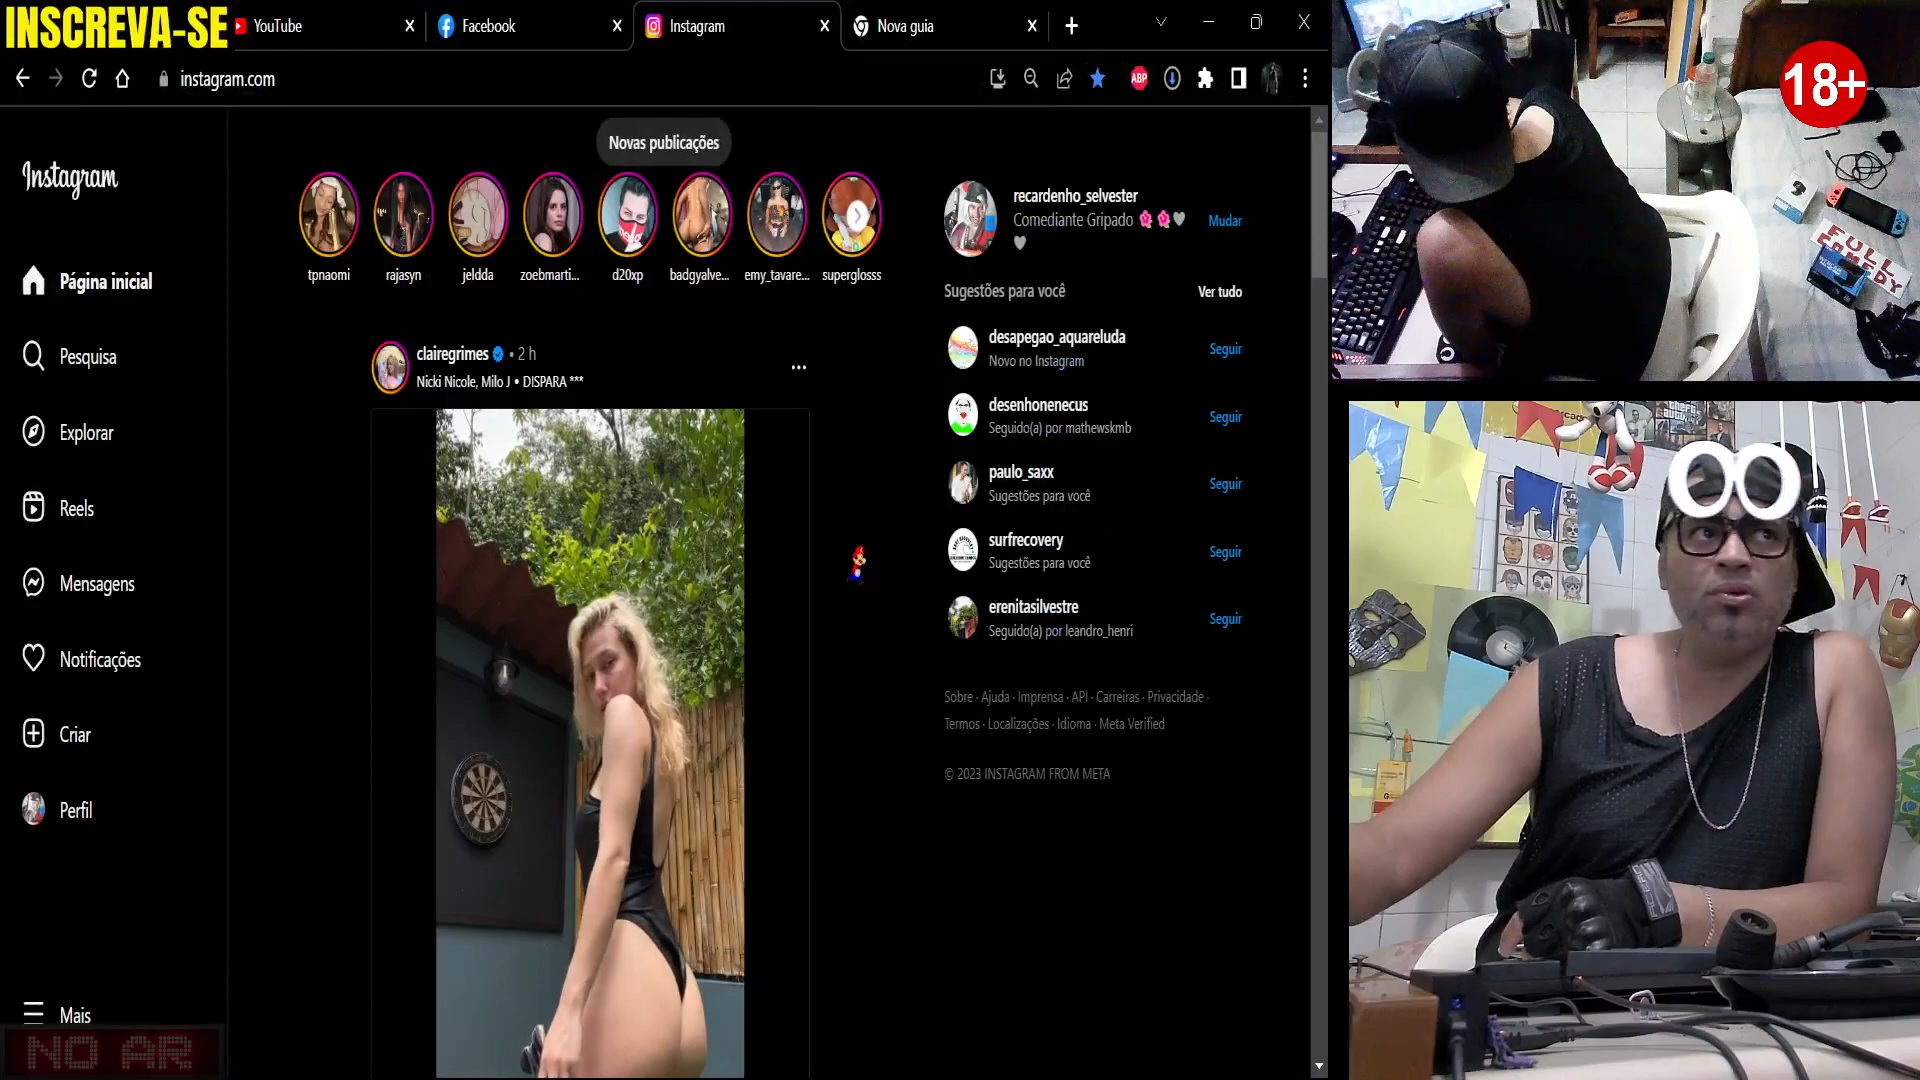 INSCREVA-SE
YouTube
Facebook
Instagram
Nova guia
instagram.com
ABP
18+
Instagram
Novas publicações
tpnaomi
rajasyn
jeldda
zoebmarti...
d20xp
badgyalve...
emy_tavare...
superglosss
recardenho_selvester
Comediante Gripado
Mudar
Sugestões para você
Ver tudo
Página inicial
Pesquisa
Explorar
Reels
Mensagens
Notificações
Criar
Perfil
Mais
NO AR
clairegrimes • 2 h
Nicki Nicole, Milo J • DISPARA ***
desapegao_aquareluda
Novo no Instagram
Seguir
desenhonenecus
Seguido(a) por mathewskmb
Seguir
paulo_saxx
Sugestões para você
Seguir
surfrecovery
Sugestões para você
Seguir
erenitasilvestre
Seguido(a) por leandro_henri
Seguir
Sobre · Ajuda · Imprensa · API · Carreiras · Privacidade ·
Termos · Localizações · Idioma · Meta Verified
© 2023 INSTAGRAM FROM META
FULL
COMEDY